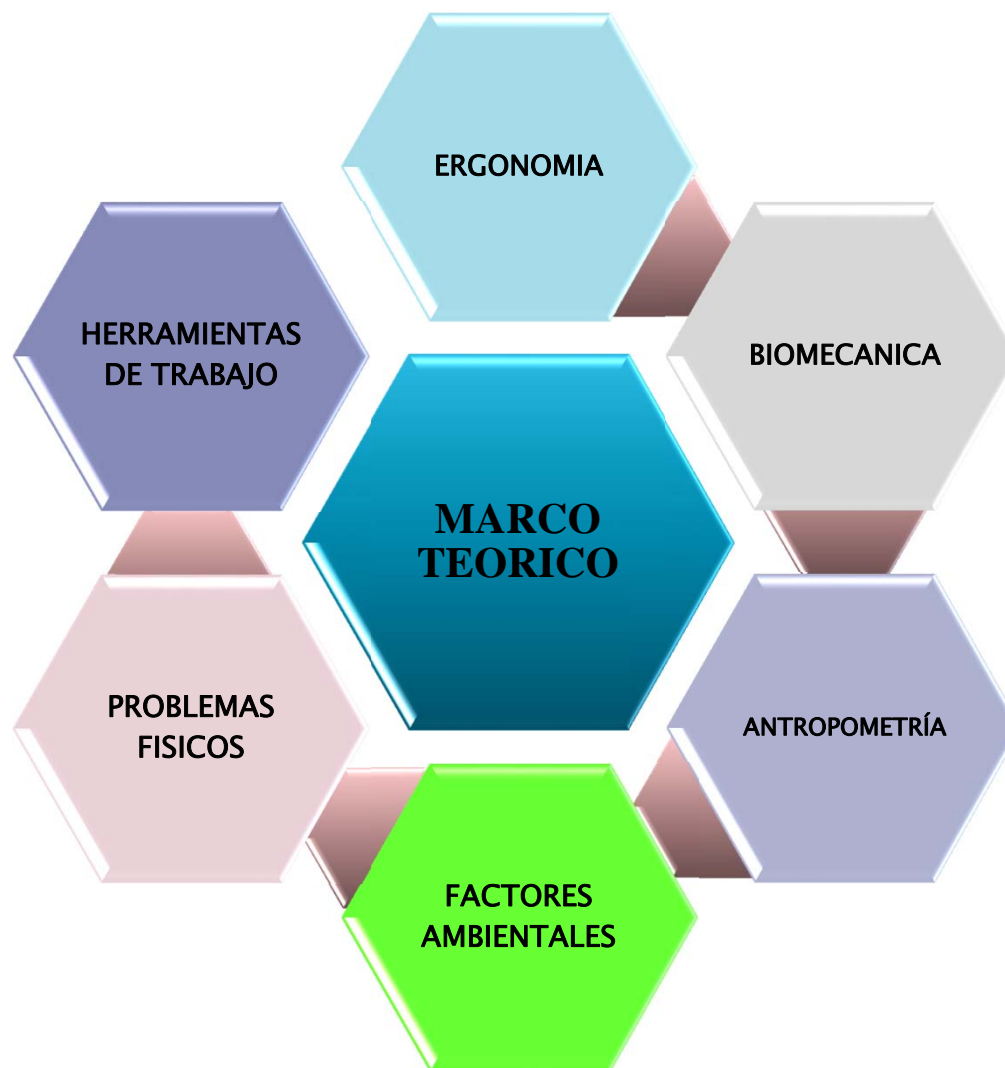 ERGONOMIA
HERRAMIENTAS
DE TRABAJO
BIOMECANICA
MARCO
TEORICO
PROBLEMAS
FISICOS
ANTROPOMETRÍA
FACTORES
AMBIENTALES